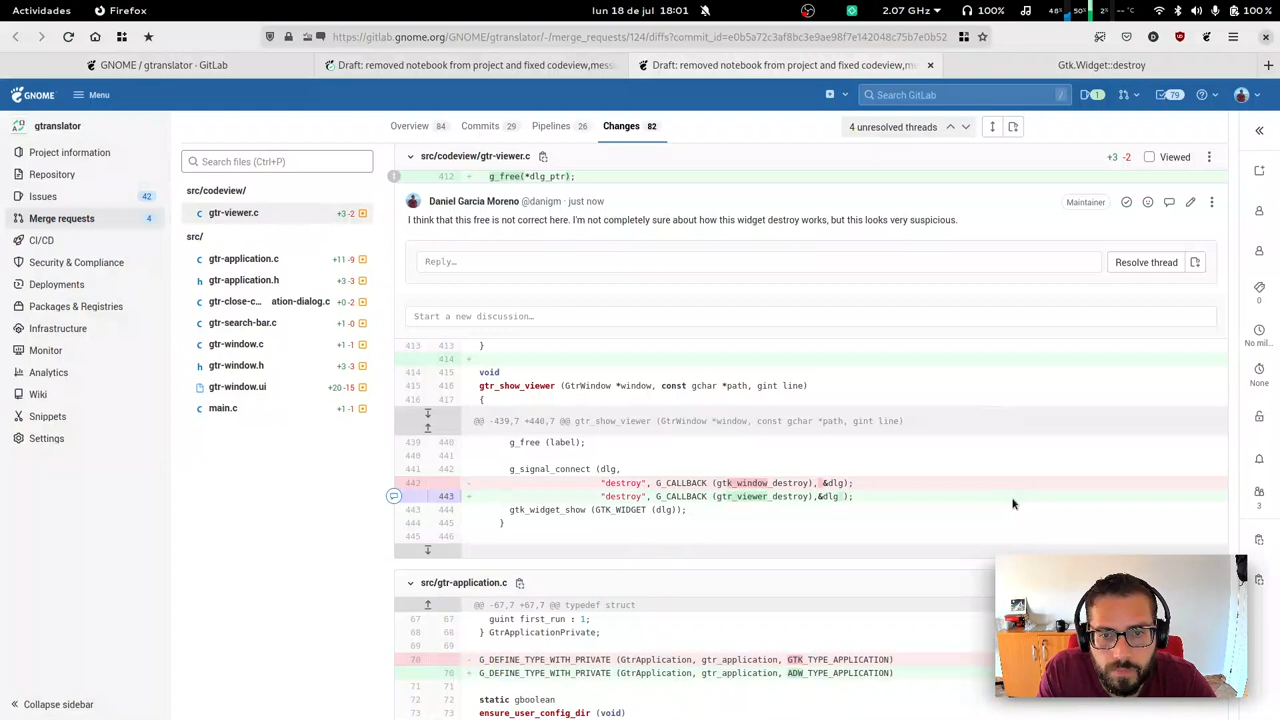 Actividades Firefox lun 18 de jul 18:01 2.07 GHz 100% 48% 50% 2% --°C 100 %
https://gitlab.gnome.org/GNOME/gtranslator/-/merge_requests/124/diffs?commit_id=e0b5a72c3af8bc3e9ae98f7e142048c75b7e0b52
GNOME / gtranslator · GitLab Draft: removed notebook from project and fixed codeview,messa Draft: removed notebook from project and fixed codeview,me Gtk.Widget::destroy
GNOME Menu Search GitLab / 1 79
gtranslator Overview 84 Commits 29 Pipelines 26 Changes 82 4 unresolved threads
Project information
Repository
Issues 42
Merge requests 4
CI/CD
Security & Compliance
Deployments
Packages & Registries
Infrastructure
Monitor
Analytics
Wiki
Snippets
Settings
Collapse sidebar
Search files (Ctrl+P)
src/codeview/
gtr-viewer.c +3 -2
src/
gtr-application.c +11 -9
gtr-application.h +3 -3
gtr-close-c... ation-dialog.c +0 -2
gtr-search-bar.c +1 -0
gtr-window.c +1 -1
gtr-window.h +3 -3
gtr-window.ui +20 -15
main.c +1 -1
src/codeview/gtr-viewer.c +3 -2 Viewed
412 + g_free(*dlg_ptr);
Daniel Garcia Moreno @danigm · just now Maintainer
I think that this free is not correct here. I'm not completely sure about how this widget destroy works, but this looks very suspicious.
Reply… Resolve thread
Start a new discussion…
413 413 }
414 +
414 415 void
415 416 gtr_show_viewer (GtrWindow *window, const gchar *path, gint line)
416 417 {
@@ -439,7 +440,7 @@ gtr_show_viewer (GtrWindow *window, const gchar *path, gint line)
439 440 g_free (label);
440 441
441 442 g_signal_connect (dlg,
442 - "destroy", G_CALLBACK (gtk_window_destroy), &dlg);
443 + "destroy", G_CALLBACK (gtr_viewer_destroy),&dlg );
443 444 gtk_widget_show (GTK_WIDGET (dlg));
444 445 }
445 446
src/gtr-application.c
@@ -67,7 +67,7 @@ typedef struct
67 67 guint first_run : 1;
68 68 } GtrApplicationPrivate;
69 69
70 - G_DEFINE_TYPE_WITH_PRIVATE (GtrApplication, gtr_application, GTK_TYPE_APPLICATION)
70 + G_DEFINE_TYPE_WITH_PRIVATE (GtrApplication, gtr_application, ADW_TYPE_APPLICATION)
71 71
72 72 static gboolean
73 73 ensure_user_config_dir (void)
0
No mil...
None
3